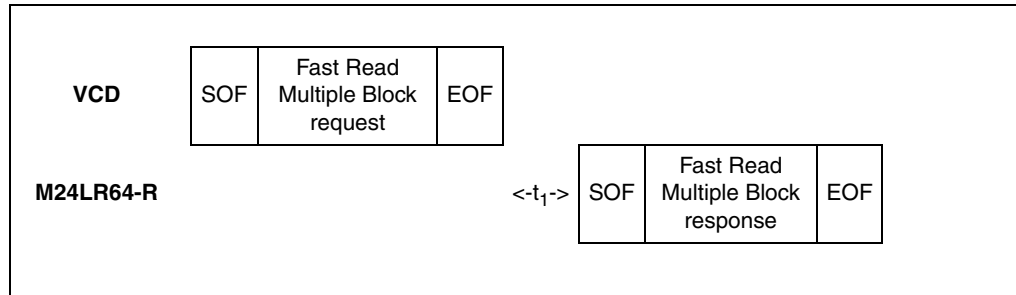 VCD
SOF
Fast Read
Multiple Block
request
EOF
M24LR64-R
<-t₁->
SOF
Fast Read
Multiple Block
response
EOF